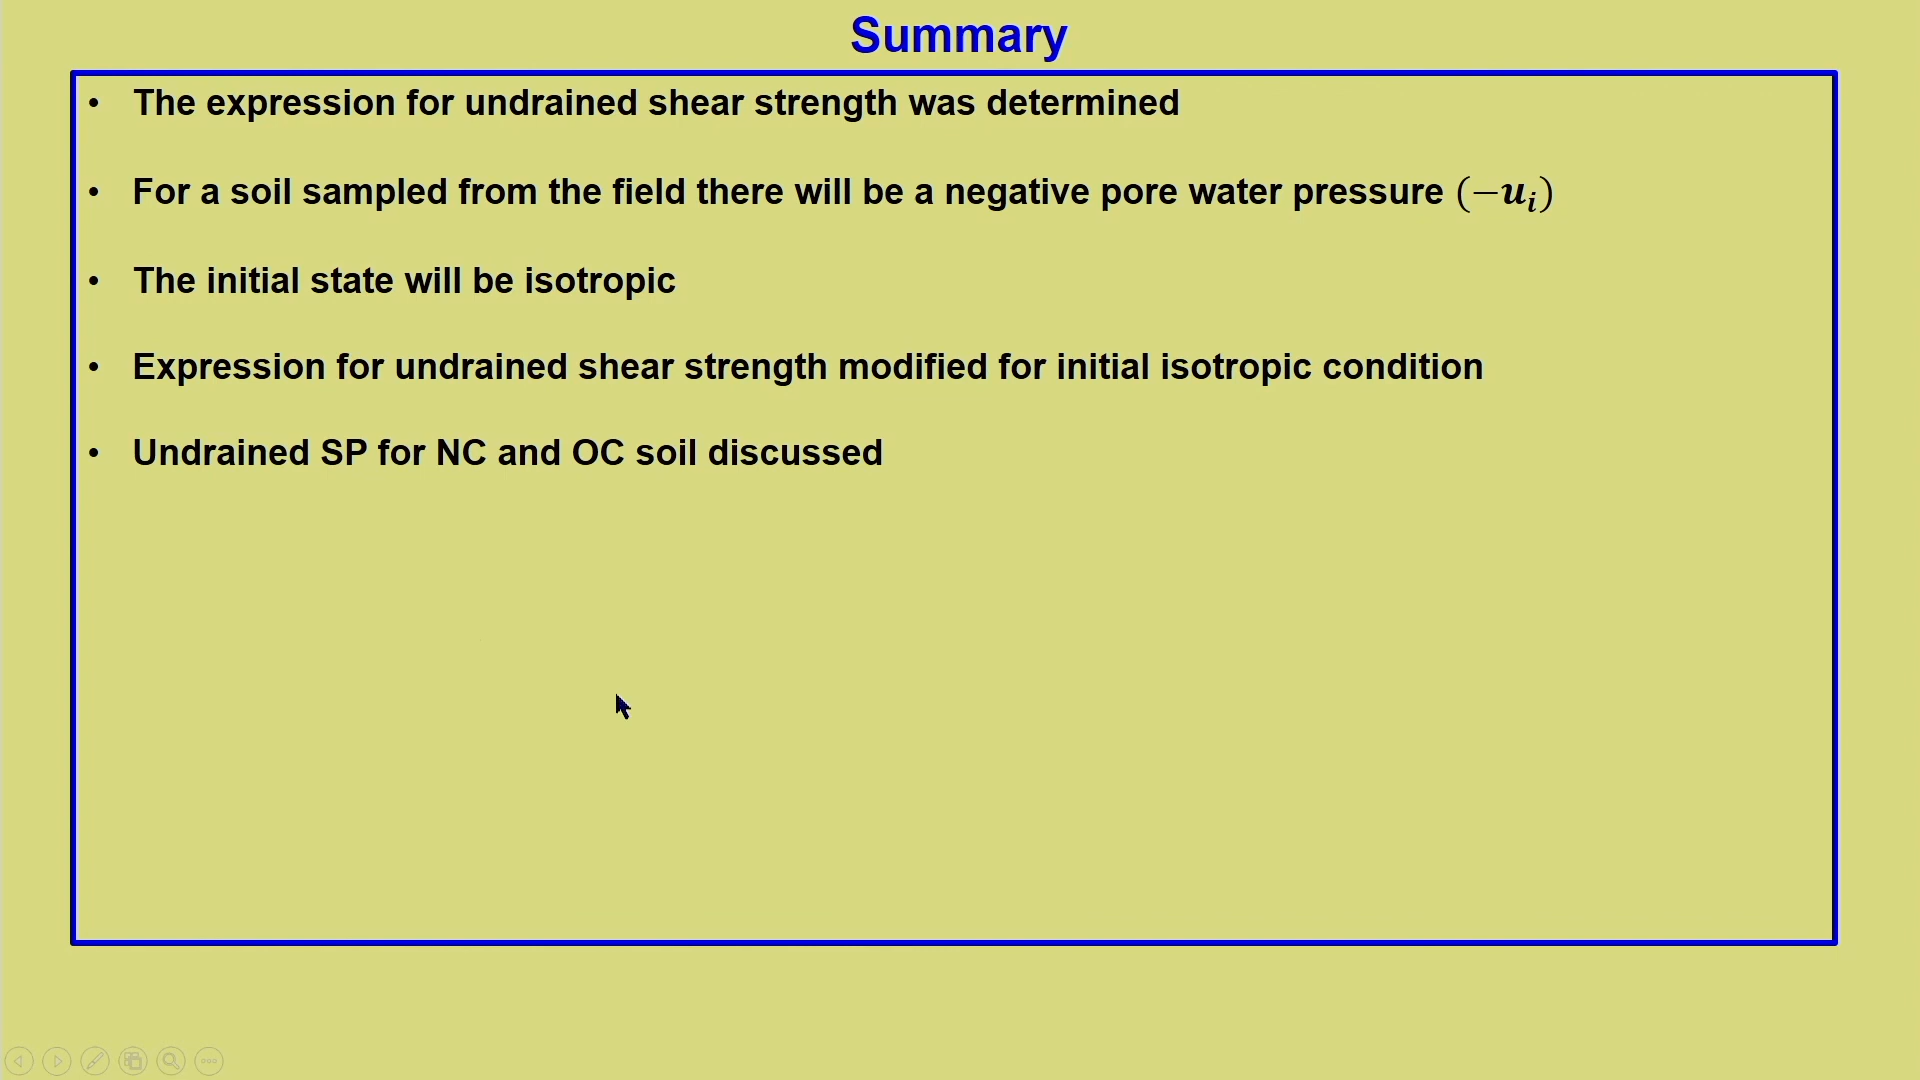 Summary
• The expression for undrained shear strength was determined
• For a soil sampled from the field there will be a negative pore water pressure (−uᵢ)
• The initial state will be isotropic
• Expression for undrained shear strength modified for initial isotropic condition
• Undrained SP for NC and OC soil discussed